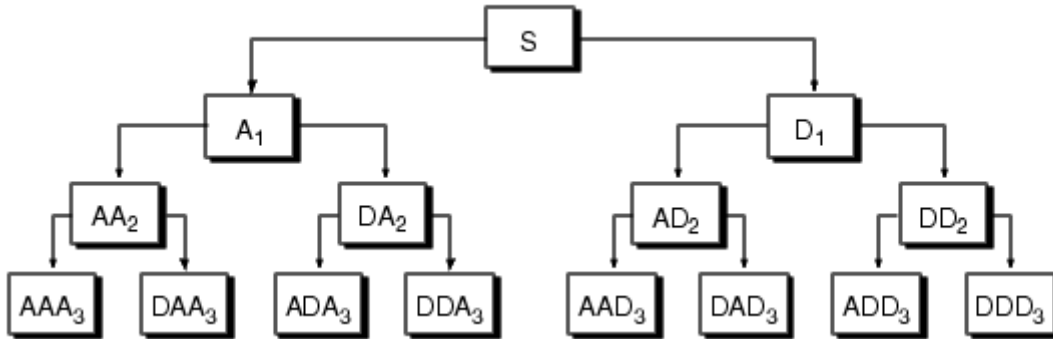 S
A₁ D₁
AA₂ DA₂ AD₂ DD₂
AAA₃ DAA₃ ADA₃ DDA₃ AAD₃ DAD₃ ADD₃ DDD₃